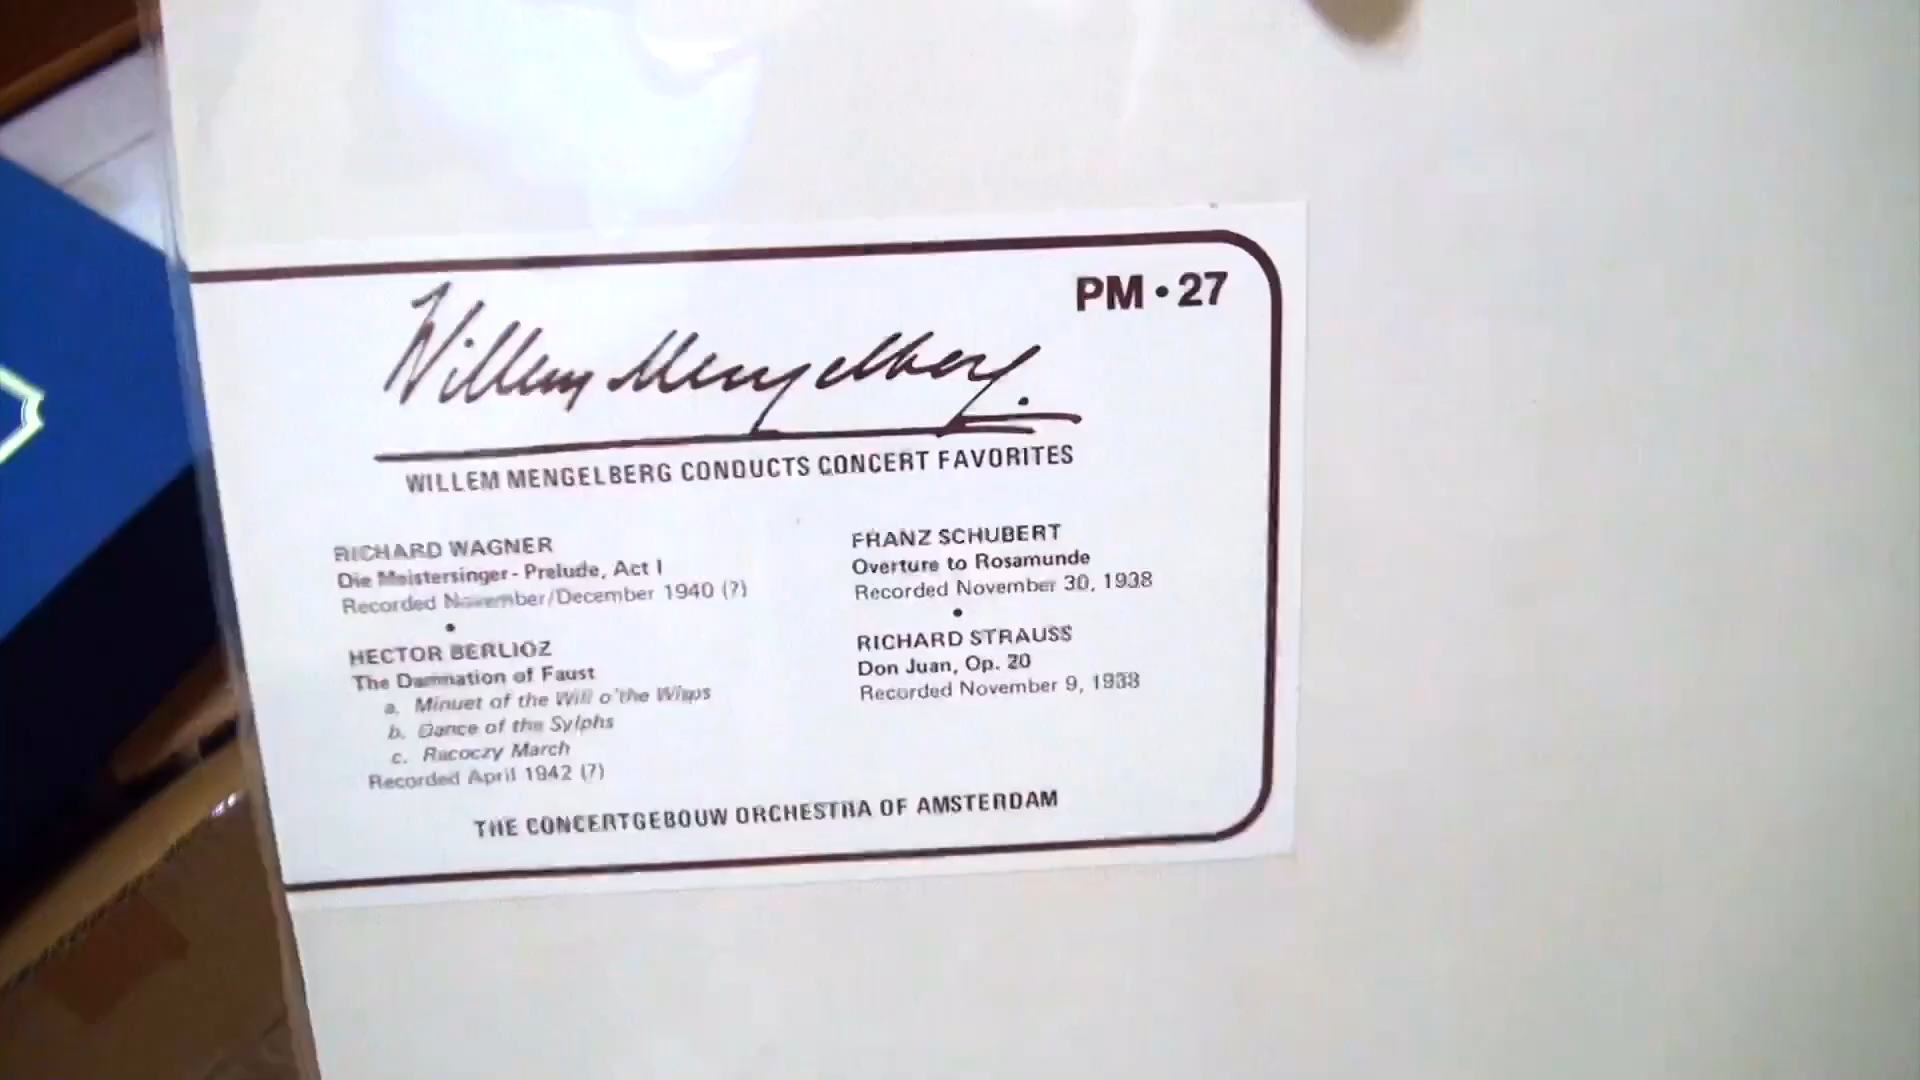 PM • 27
Willem Mengelberg.
WILLEM MENGELBERG CONDUCTS CONCERT FAVORITES
RICHARD WAGNER
Die Meistersinger - Prelude, Act I
Recorded November/December 1940 (?)
•
HECTOR BERLIOZ
The Damnation of Faust
a. Minuet of the Will o'the Wisps
b. Dance of the Sylphs
c. Racoczy March
Recorded April 1942 (?)
FRANZ SCHUBERT
Overture to Rosamunde
Recorded November 30, 1938
•
RICHARD STRAUSS
Don Juan, Op. 20
Recorded November 9, 1938
THE CONCERTGEBOUW ORCHESTRA OF AMSTERDAM